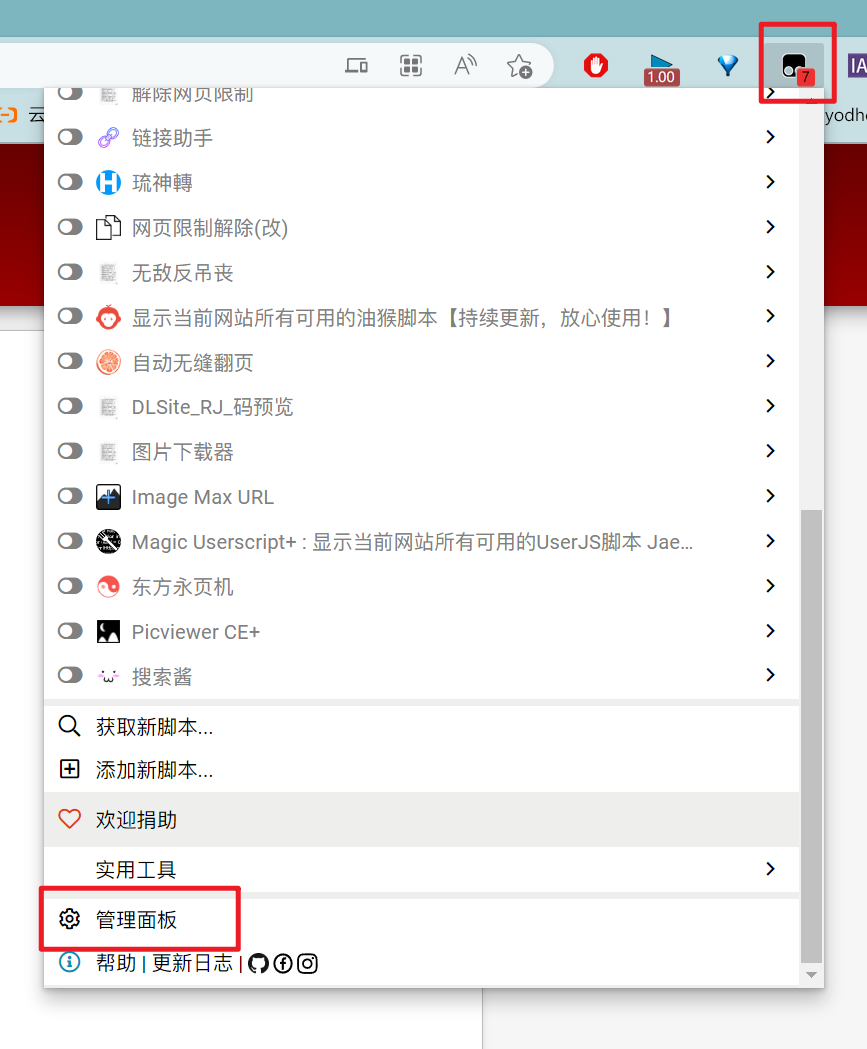 1.00
7
IA
云
yodho
解除网页限制
链接助手
琉神轉
网页限制解除(改)
无敌反吊丧
显示当前网站所有可用的油猴脚本【持续更新，放心使用！】
自动无缝翻页
DLSite_RJ_码预览
图片下载器
Image Max URL
Magic Userscript+ : 显示当前网站所有可用的UserJS脚本 Jae…
东方永页机
Picviewer CE+
搜索酱
获取新脚本...
添加新脚本...
欢迎捐助
实用工具
管理面板
帮助 | 更新日志 |